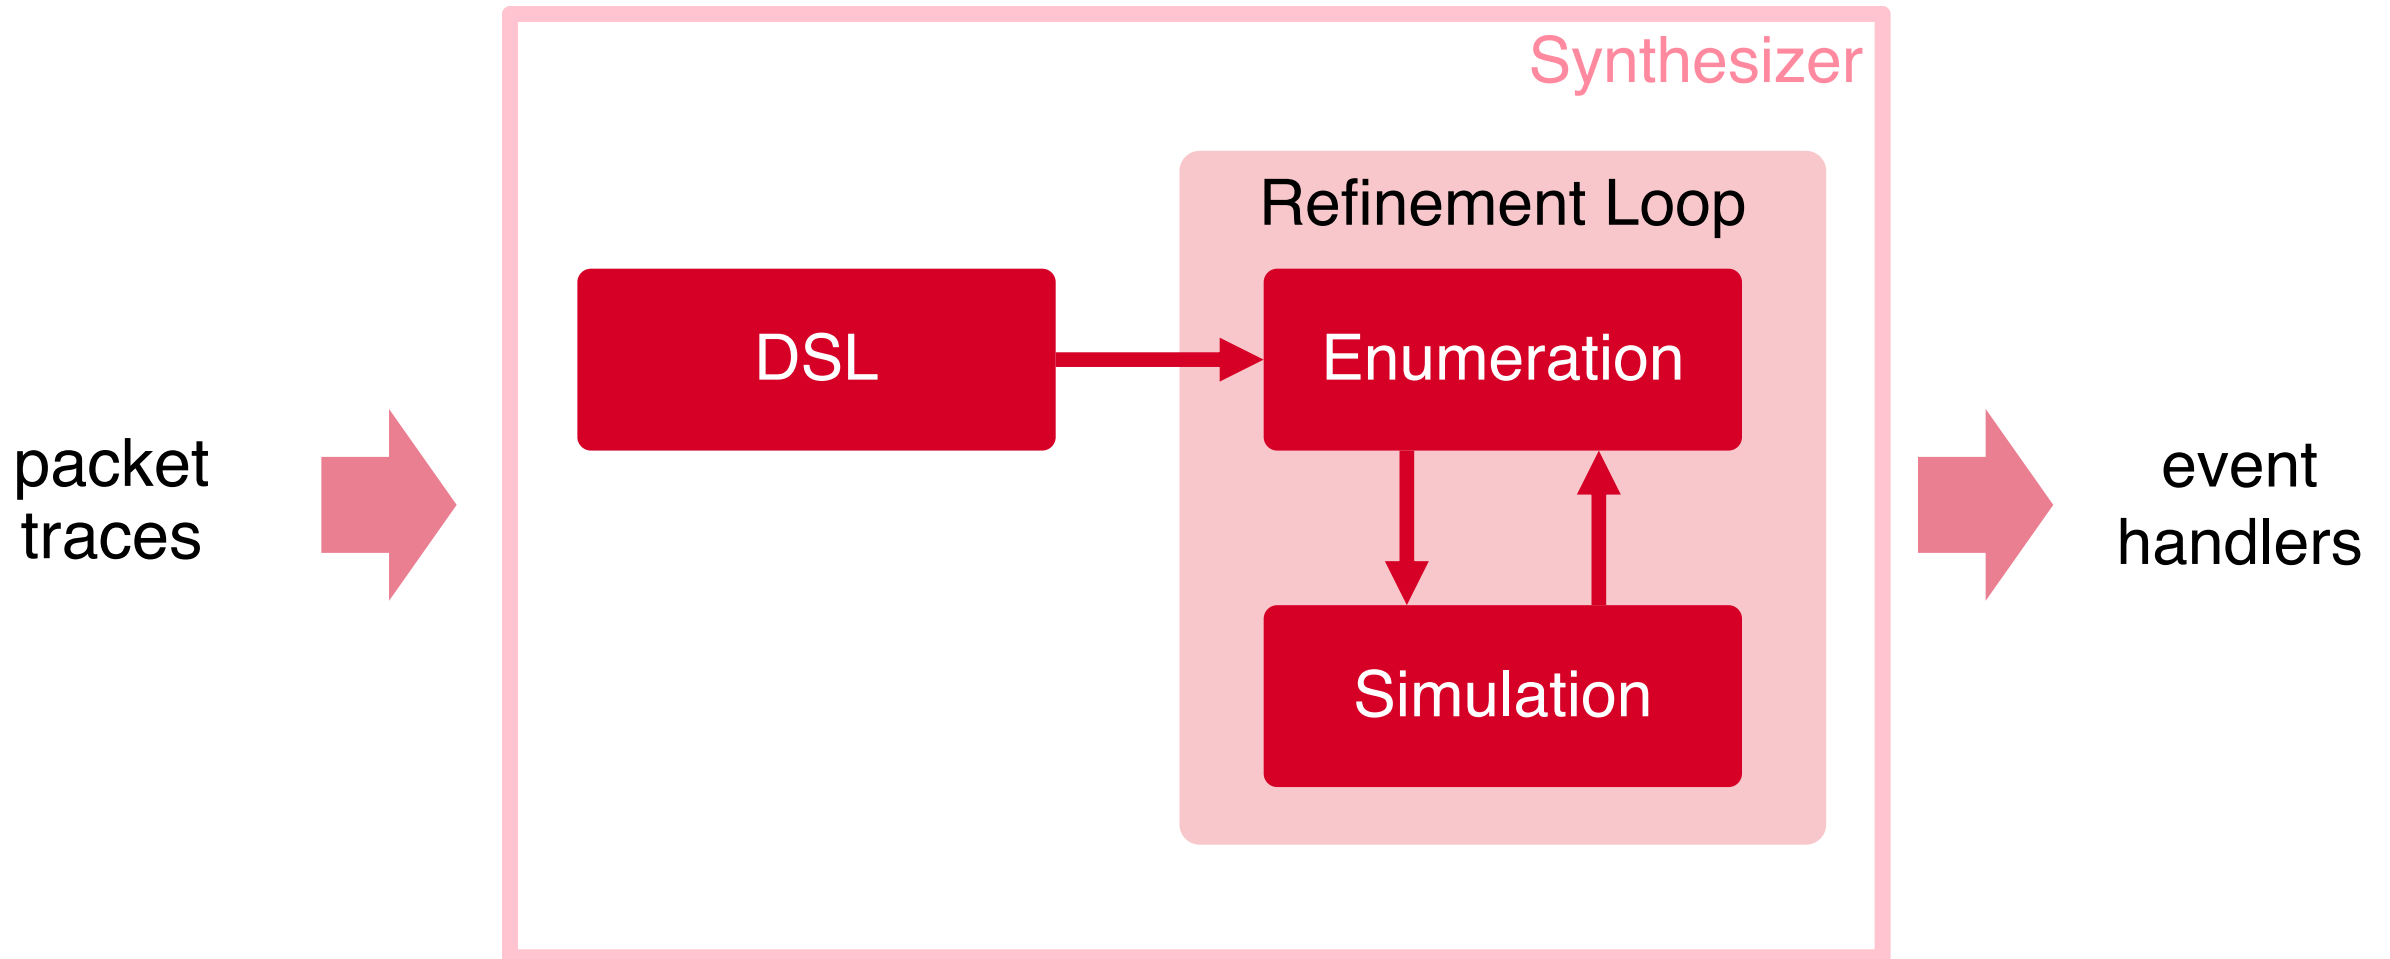 Synthesizer
Refinement Loop
DSL
Enumeration
packet
traces
event
handlers
Simulation